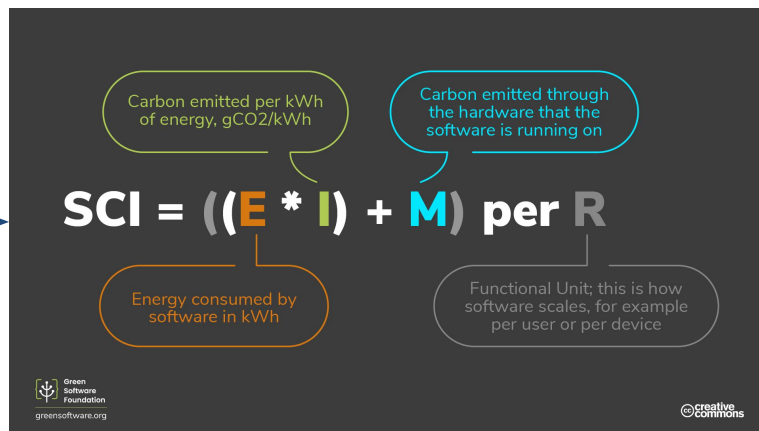 Carbon emitted per kWh
of energy, gCO2/kWh
Carbon emitted through
the hardware that the
software is running on
SCI = ((E * I) + M) per R
Energy consumed by
software in kWh
Functional Unit; this is how
software scales, for example
per user or per device
Green
Software
Foundation
greensoftware.org
cc creative
commons